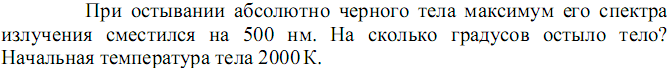 При остывании абсолютно черного тела максимум его спектра
излучения сместился на 500 нм. На сколько градусов остыло тело?
Начальная температура тела 2000 К.